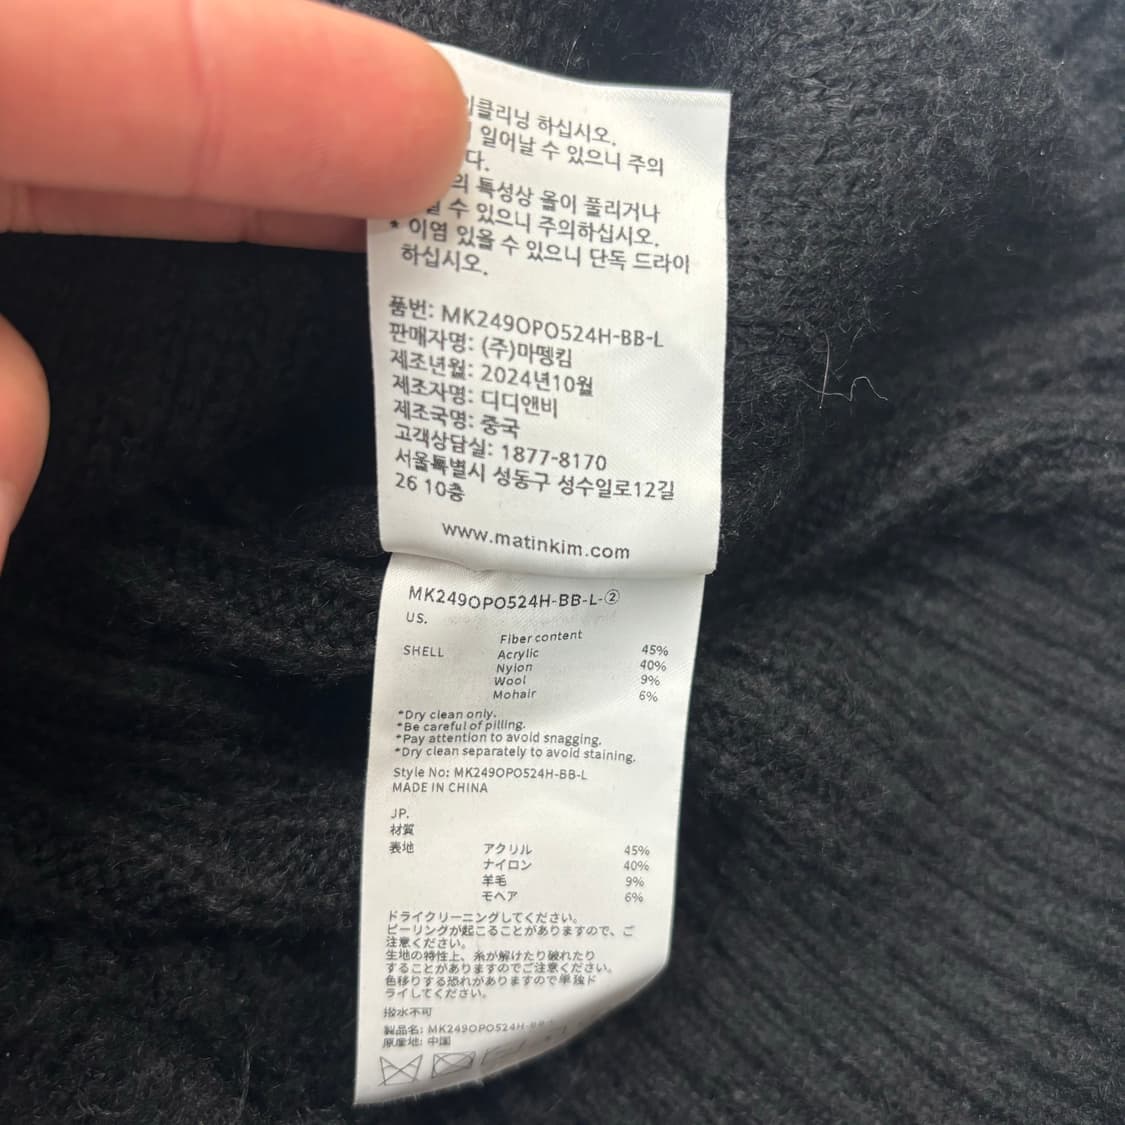 클리닝 하십시오.
일어날 수 있으니 주의
다.
의 특성상 올이 풀리거나
수 있으니 주의하십시오.
* 이염 있을 수 있으니 단독 드라이
하십시오.
품번: MK249OPO524H-BB-L
판매자명: (주)마뗑킴
제조년월: 2024년10월
제조자명: 디디앤비
제조국명: 중국
고객상담실: 1877-8170
서울특별시 성동구 성수일로12길
26 10층
www.matinkim.com
MK249OPO524H-BB-L-②
US.
Fiber content
SHELL Acrylic 45%
Nylon 40%
Wool 9%
Mohair 6%
*Dry clean only.
*Be careful of pilling.
*Pay attention to avoid snagging.
*Dry clean separately to avoid staining.
Style No: MK249OPO524H-BB-L
MADE IN CHINA
JP.
材質
表地 アクリル 45%
ナイロン 40%
羊毛 9%
モヘア 6%
ドライクリーニングしてください。
ピーリングが起こることがありますので、ご
注意ください。
生地の特性上、糸が解けたり破れたり
することがありますのでご注意ください。
色移りする恐れがありますので単独ド
ライしてください。
撥水不可
製品名: MK249OPO524H-BB
原産地: 中国